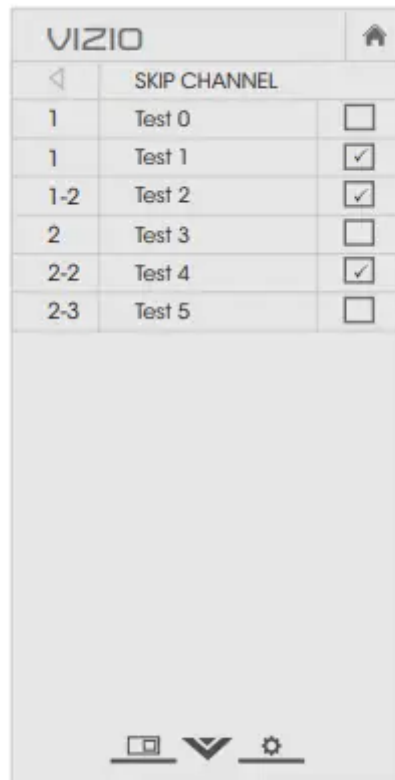 VIZIO
SKIP CHANNEL
1 Test 0
1 Test 1
1-2 Test 2
2 Test 3
2-2 Test 4
2-3 Test 5